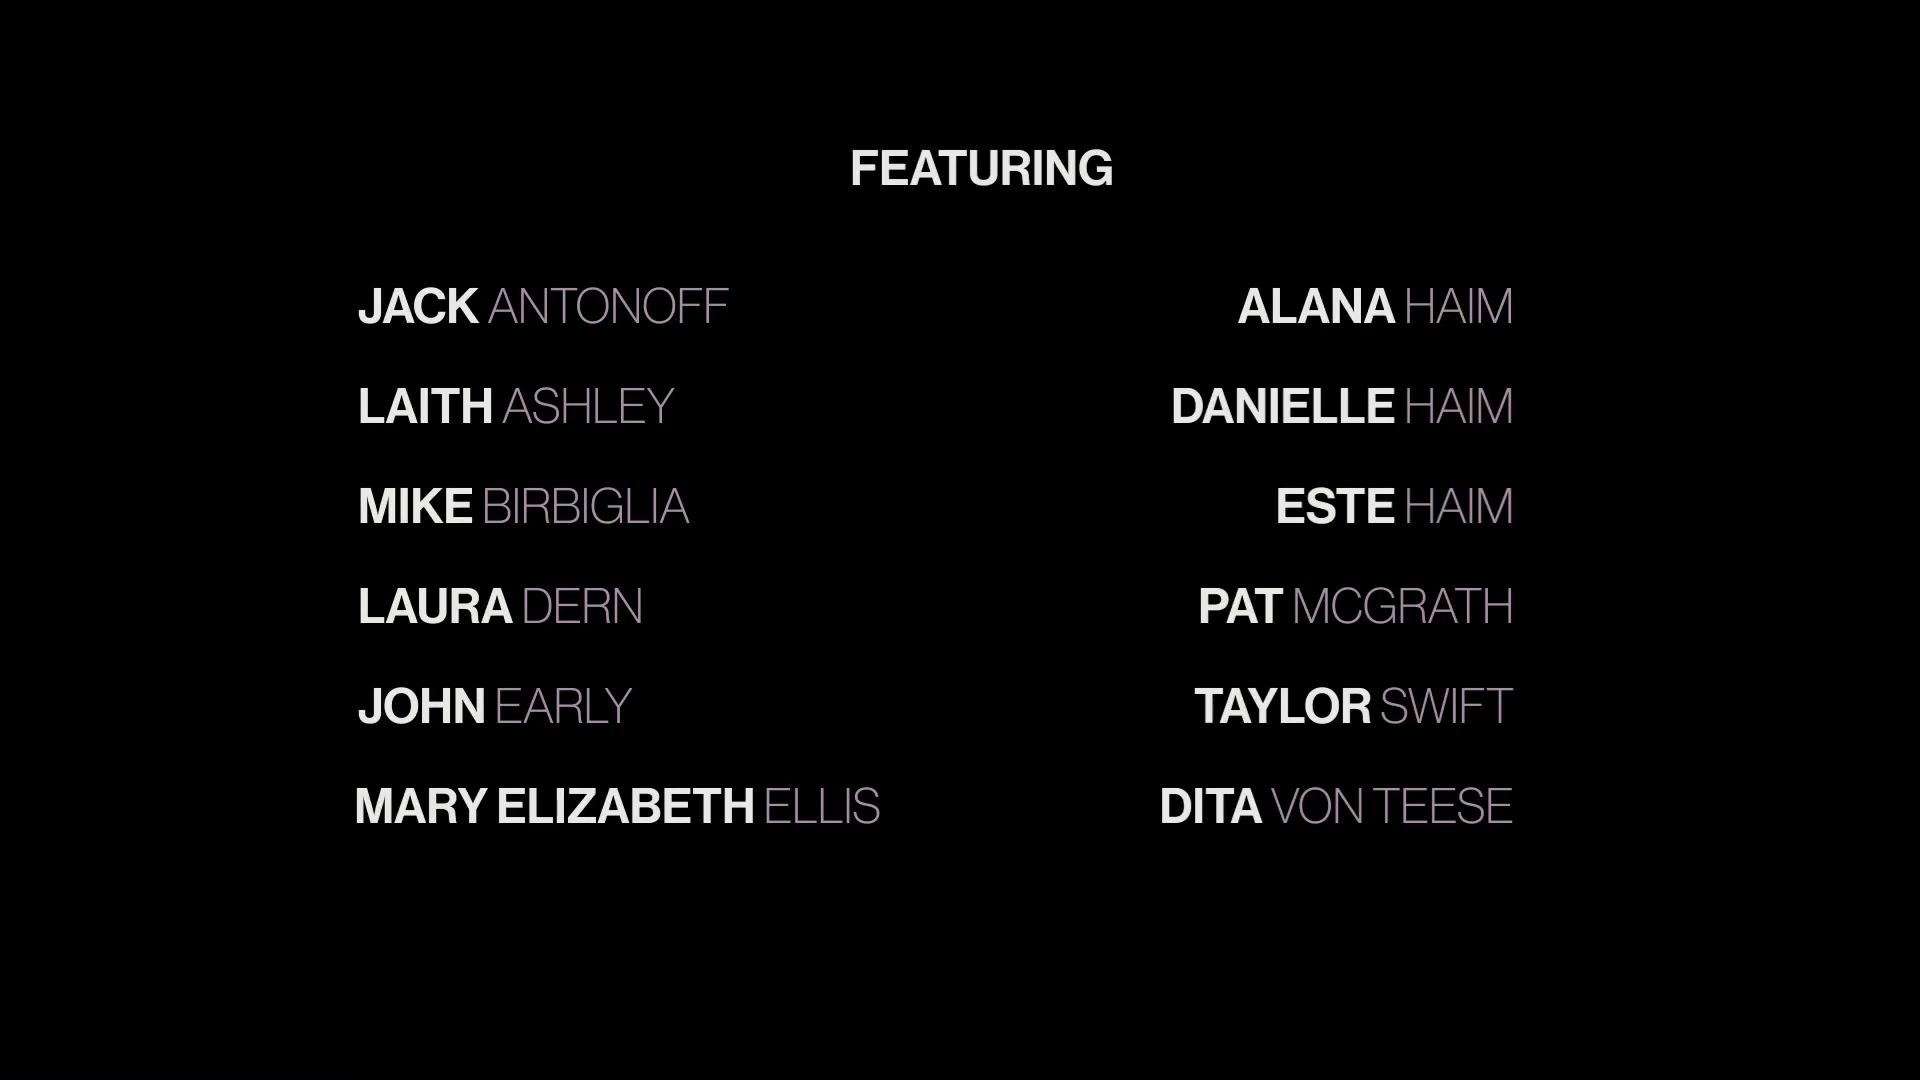 FEATURING
JACK ANTONOFF
LAITH ASHLEY
MIKE BIRBIGLIA
LAURA DERN
JOHN EARLY
MARY ELIZABETH ELLIS
ALANA HAIM
DANIELLE HAIM
ESTE HAIM
PAT MCGRATH
TAYLOR SWIFT
DITA VON TEESE